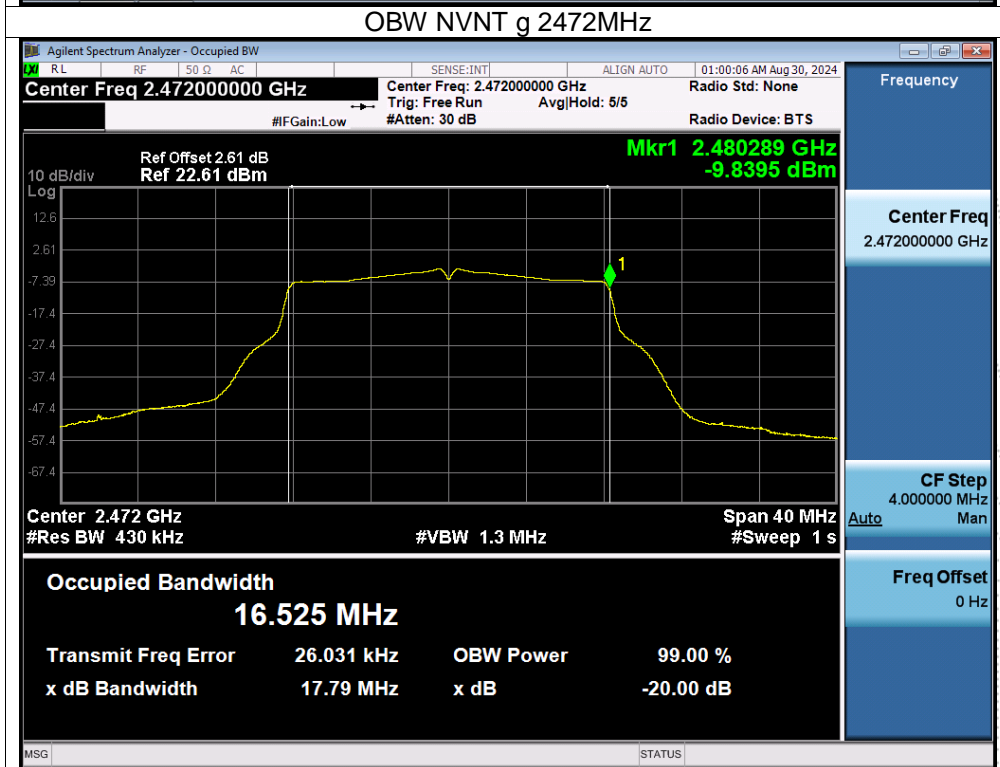 OBW NVNT g 2472MHz
Agilent Spectrum Analyzer - Occupied BW
LXI RL RF 50 Ω AC SENSE:INT ALIGN AUTO 01:00:06 AM Aug 30, 2024
Center Freq 2.472000000 GHz
Center Freq: 2.472000000 GHz Radio Std: None
Trig: Free Run Avg|Hold: 5/5
#IFGain:Low #Atten: 30 dB Radio Device: BTS
Frequency
Mkr1 2.480289 GHz
-9.8395 dBm
Ref Offset 2.61 dB
10 dB/div Ref 22.61 dBm
Log
12.6
2.61
-7.39
-17.4
-27.4
-37.4
-47.4
-57.4
-67.4
1
Center 2.472 GHz Span 40 MHz
#Res BW 430 kHz #VBW 1.3 MHz #Sweep 1 s
Occupied Bandwidth
16.525 MHz
Transmit Freq Error 26.031 kHz OBW Power 99.00 %
x dB Bandwidth 17.79 MHz x dB -20.00 dB
Center Freq
2.472000000 GHz
CF Step
4.000000 MHz
Auto Man
Freq Offset
0 Hz
MSG STATUS